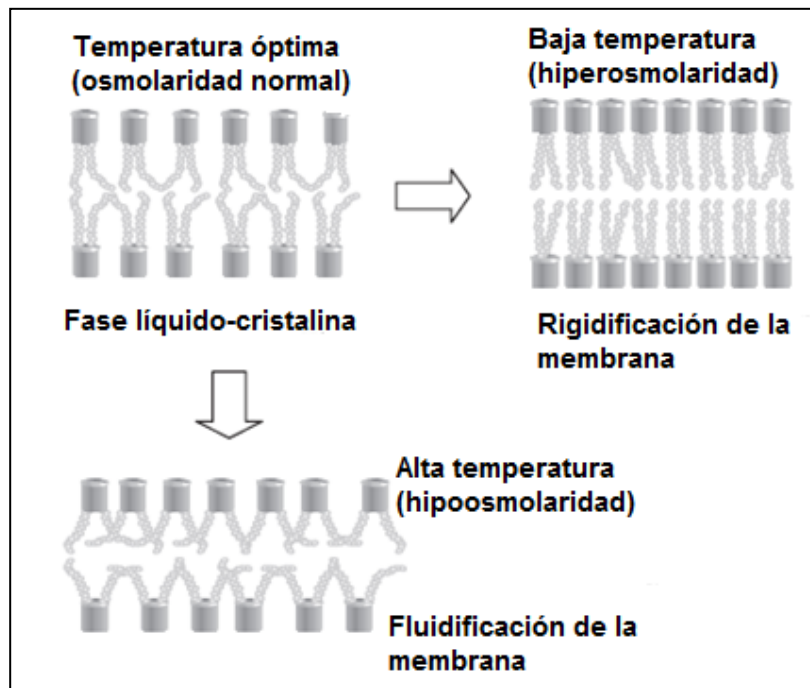 Temperatura óptima
(osmolaridad normal)
Baja temperatura
(hiperosmolaridad)
Fase líquido-cristalina
Rigidificación de la
membrana
Alta temperatura
(hipoosmolaridad)
Fluidificación de la
membrana